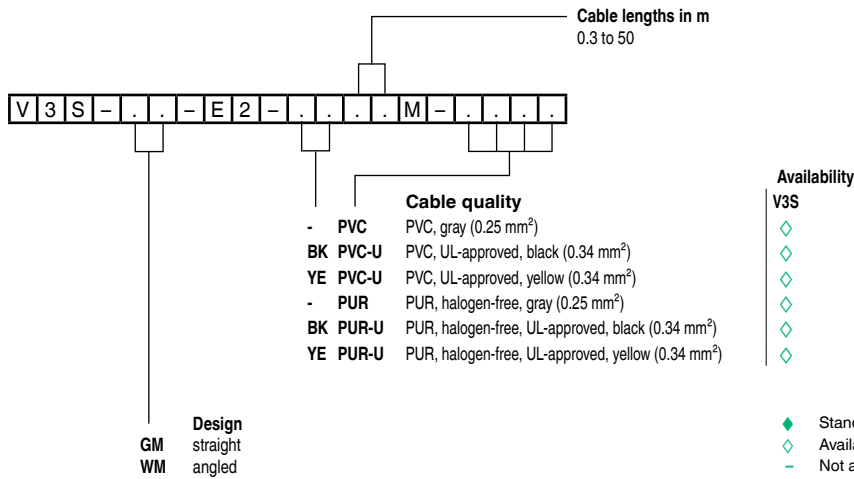 Cable lengths in m
0.3 to 50
V 3 S – . . – E 2 – . . . . M – . . . .
Availability
Cable quality
V3S
- PVC PVC, gray (0.25 mm²) ◇
BK PVC-U PVC, UL-approved, black (0.34 mm²) ◇
YE PVC-U PVC, UL-approved, yellow (0.34 mm²) ◇
- PUR PUR, halogen-free, gray (0.25 mm²) ◇
BK PUR-U PUR, halogen-free, UL-approved, black (0.34 mm²) ◇
YE PUR-U PUR, halogen-free, UL-approved, yellow (0.34 mm²) ◇
Design
GM straight
WM angled
◆
◇
– Not